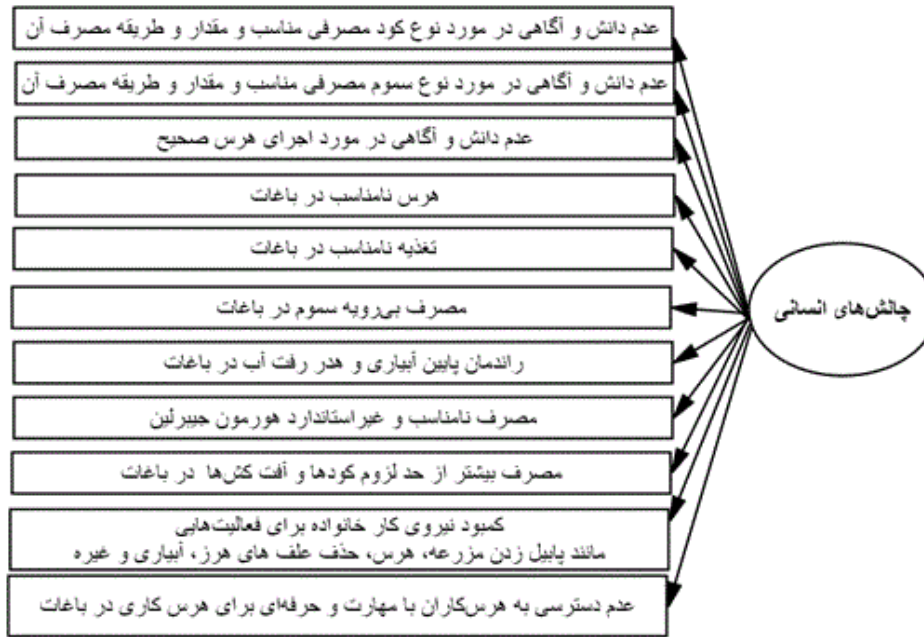 عدم دانش و آگاهی در مورد نوع کود مصرفی مناسب و مقدار و طریقه مصرف آن
عدم دانش و آگاهی در مورد نوع سموم مصرفی مناسب و مقدار و طریقه مصرف آن
عدم دانش و آگاهی در مورد اجرای هرس صحیح
هرس نامناسب در باغات
تغذیه نامناسب در باغات
چالش‌های انسانی
مصرف بی‌رویه سموم در باغات
راندمان پایین آبیاری و هدر رفت آب در باغات
مصرف نامناسب و غیراستاندارد هورمون جیبرلین
مصرف بیشتر از حد لزوم کودها و آفت کش‌ها در باغات
کمبود نیروی کار خانواده برای فعالیت‌هایی
مانند پابیل زدن مزرعه، هرس، حذف علف های هرز، آبیاری و غیره
عدم دسترسی به هرس‌کاران با مهارت و حرفه‌ای برای هرس کاری در باغات